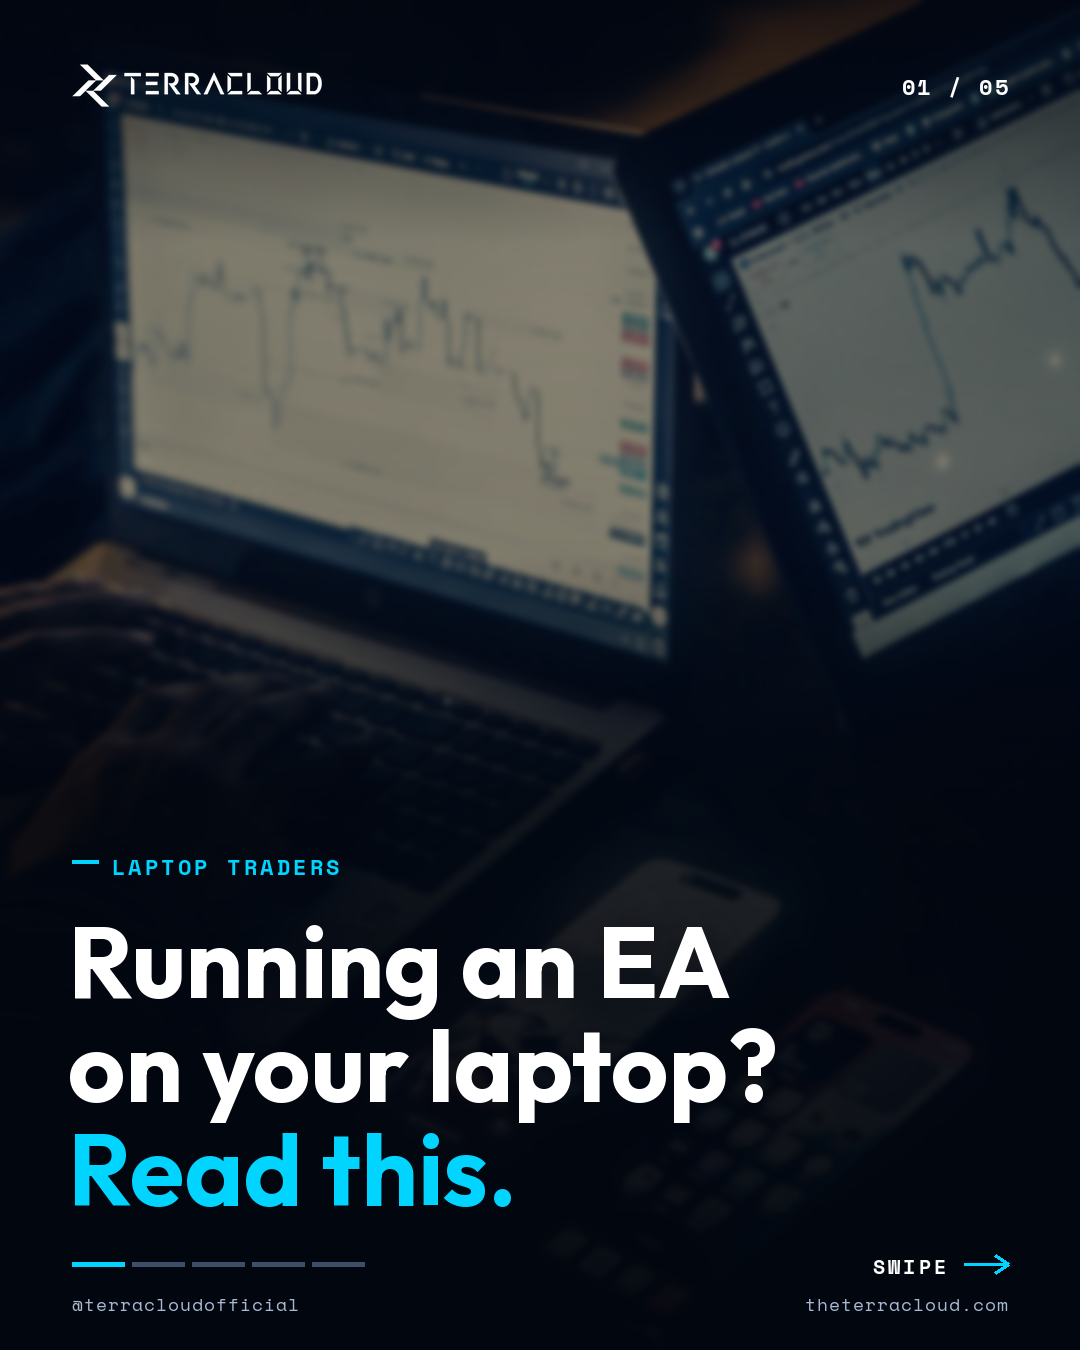 TERRACLOUD
01 / 05
LAPTOP TRADERS
Running an EA
on your laptop?
Read this.
SWIPE
@terracloudofficial
theterracloud.com